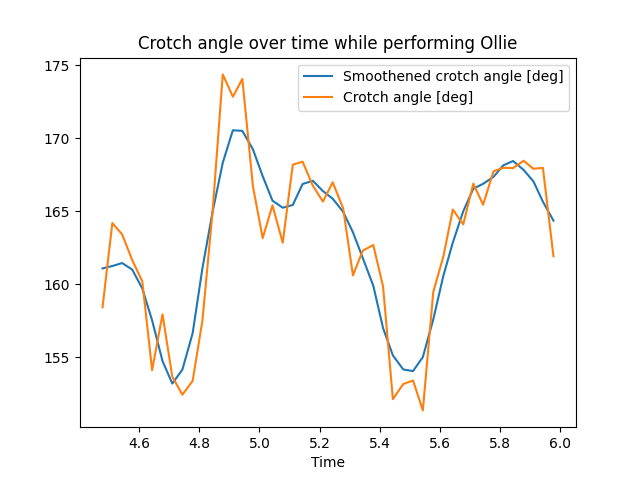 Crotch angle over time while performing Ollie
Smoothened crotch angle [deg]
Crotch angle [deg]
175
170
165
160
155
4.6 4.8 5.0 5.2 5.4 5.6 5.8 6.0
Time